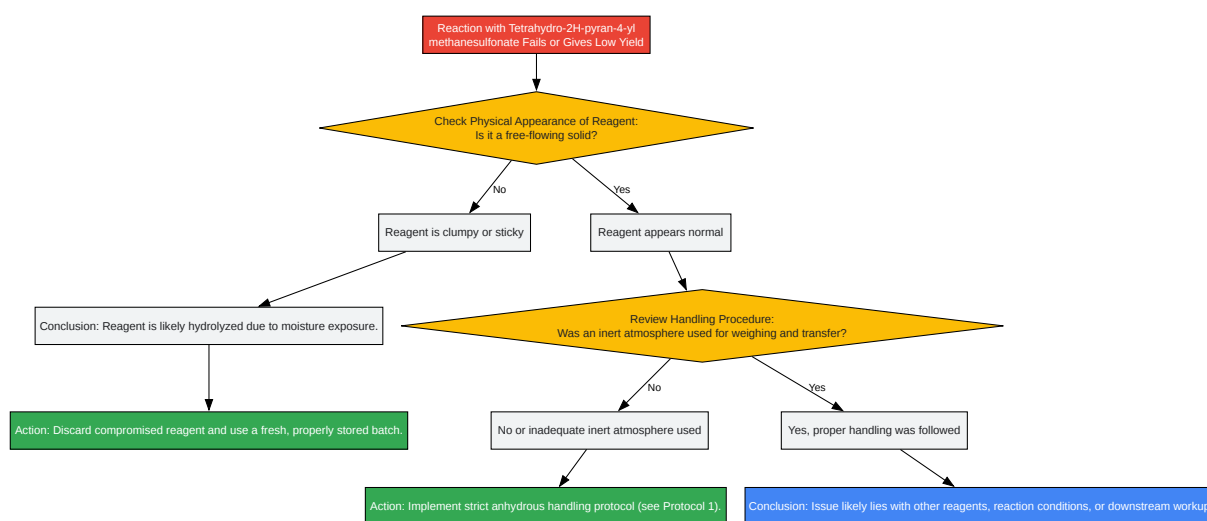 Reaction with Tetrahydro-2H-pyran-4-yl
methanesulfonate Fails or Gives Low Yield
Check Physical Appearance of Reagent:
Is it a free-flowing solid?
No
Yes
Reagent is clumpy or sticky
Reagent appears normal
Conclusion: Reagent is likely hydrolyzed due to moisture exposure.
Review Handling Procedure:
Was an inert atmosphere used for weighing and transfer?
No
Yes
Action: Discard compromised reagent and use a fresh, properly stored batch.
No or inadequate inert atmosphere used
Yes, proper handling was followed
Action: Implement strict anhydrous handling protocol (see Protocol 1).
Conclusion: Issue likely lies with other reagents, reaction conditions, or downstream workup